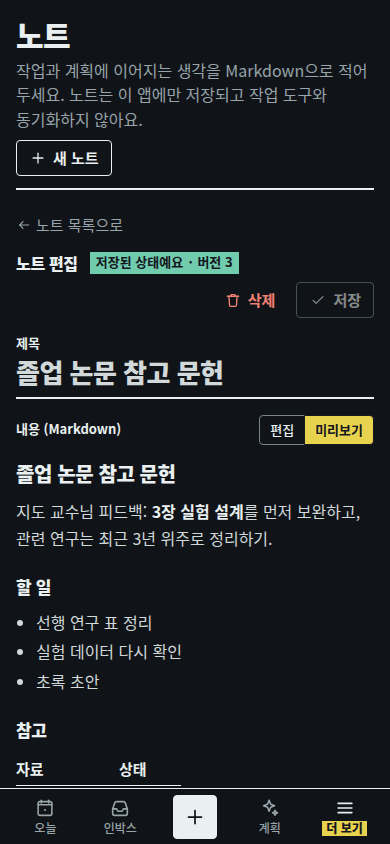 노트
작업과 계획에 이어지는 생각을 Markdown으로 적어
두세요. 노트는 이 앱에만 저장되고 작업 도구와
동기화하지 않아요.
+ 새 노트
← 노트 목록으로
노트 편집 저장된 상태예요 · 버전 3
삭제 저장
제목
졸업 논문 참고 문헌
내용 (Markdown) 편집 미리보기
졸업 논문 참고 문헌
지도 교수님 피드백: 3장 실험 설계를 먼저 보완하고,
관련 연구는 최근 3년 위주로 정리하기.
할 일
• 선행 연구 표 정리
• 실험 데이터 다시 확인
• 초록 초안
참고
자료 상태
오늘 인박스 + 계획 더 보기